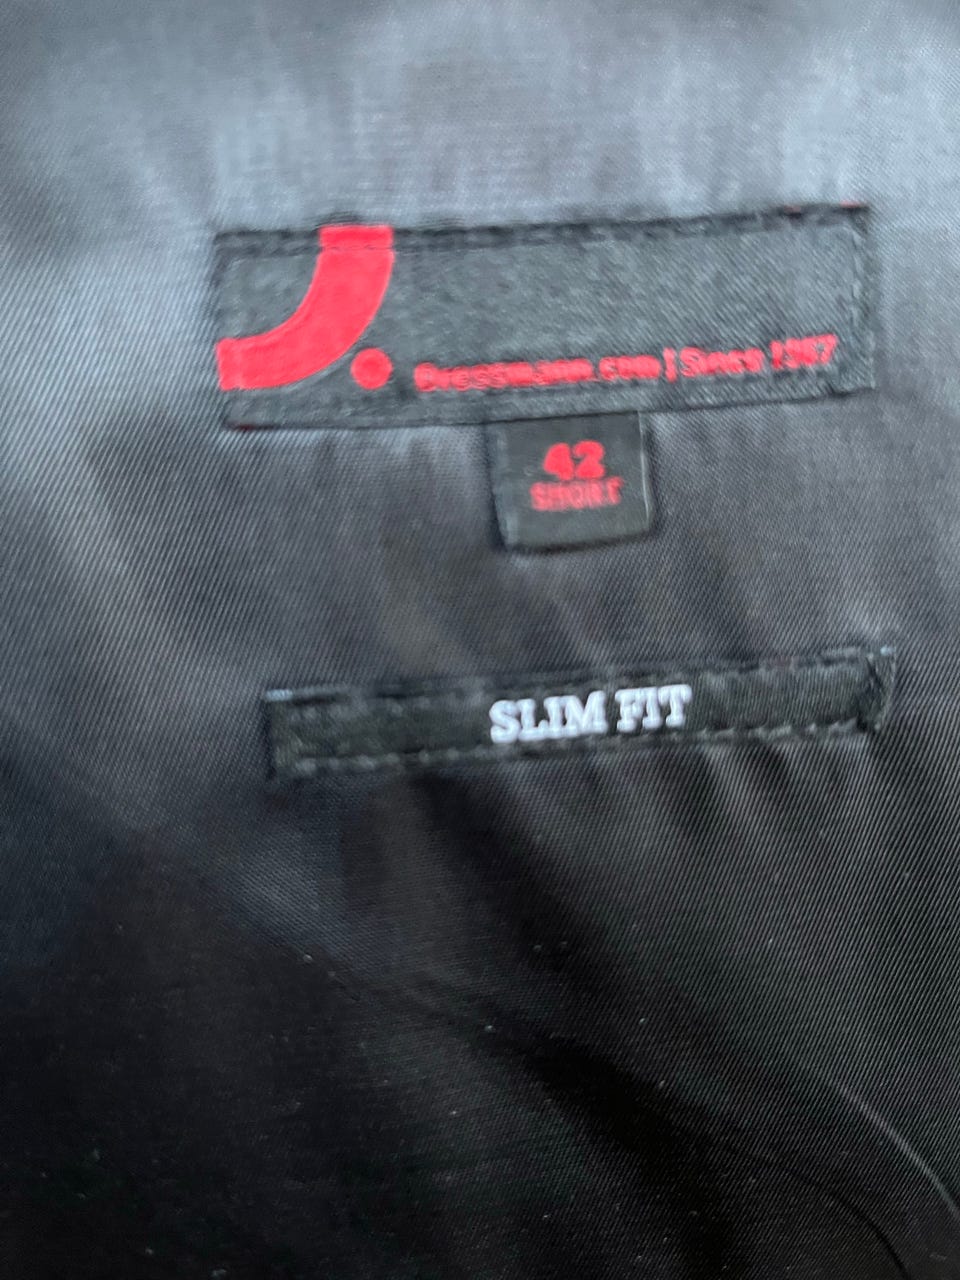 Dressmann.com | Since 1967
42
SHORT
SLIM FIT